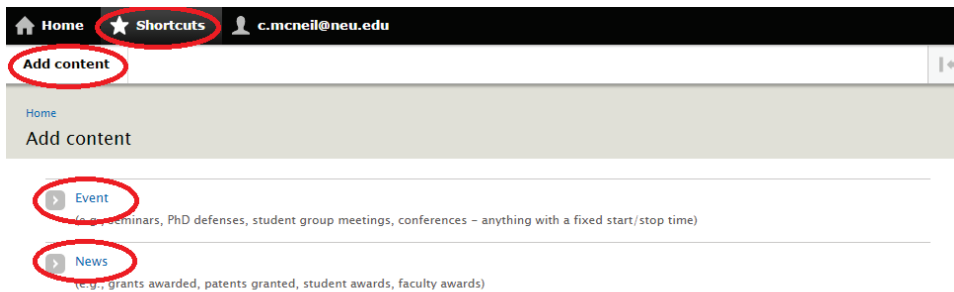 Home Shortcuts c.mcneil@neu.edu
Add content
Home
Add content
Event
(e.g., seminars, PhD defenses, student group meetings, conferences – anything with a fixed start/stop time)
News
(e.g., grants awarded, patents granted, student awards, faculty awards)